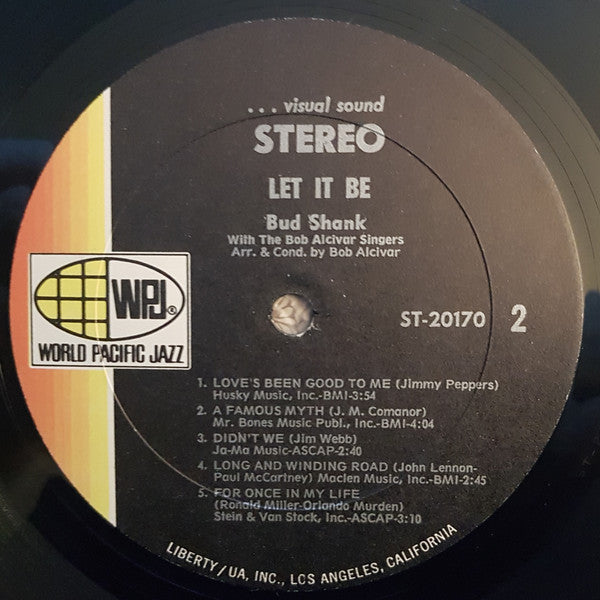 ... visual sound
STEREO
LET IT BE
Bud Shank
With The Bob Alcivar Singers
Arr. & Cond. by Bob Alcivar
WPJ®
WORLD PACIFIC JAZZ
ST-20170 2
1. LOVE'S BEEN GOOD TO ME (Jimmy Peppers)
Husky Music, Inc.-BMI-3:54
2. A FAMOUS MYTH (J. M. Comanor)
Mr. Bones Music Publ., Inc.-BMI-4:04
3. DIDN'T WE (Jim Webb)
Ja-Ma Music-ASCAP-2:40
4. LONG AND WINDING ROAD (John Lennon-
Paul McCartney) Maclen Music, Inc.-BMI-2:45
5. FOR ONCE IN MY LIFE
(Ronald Miller-Orlando Murden)
Stein & Van Stock, Inc.-ASCAP-3:10
LIBERTY/UA, INC., LOS ANGELES, CALIFORNIA